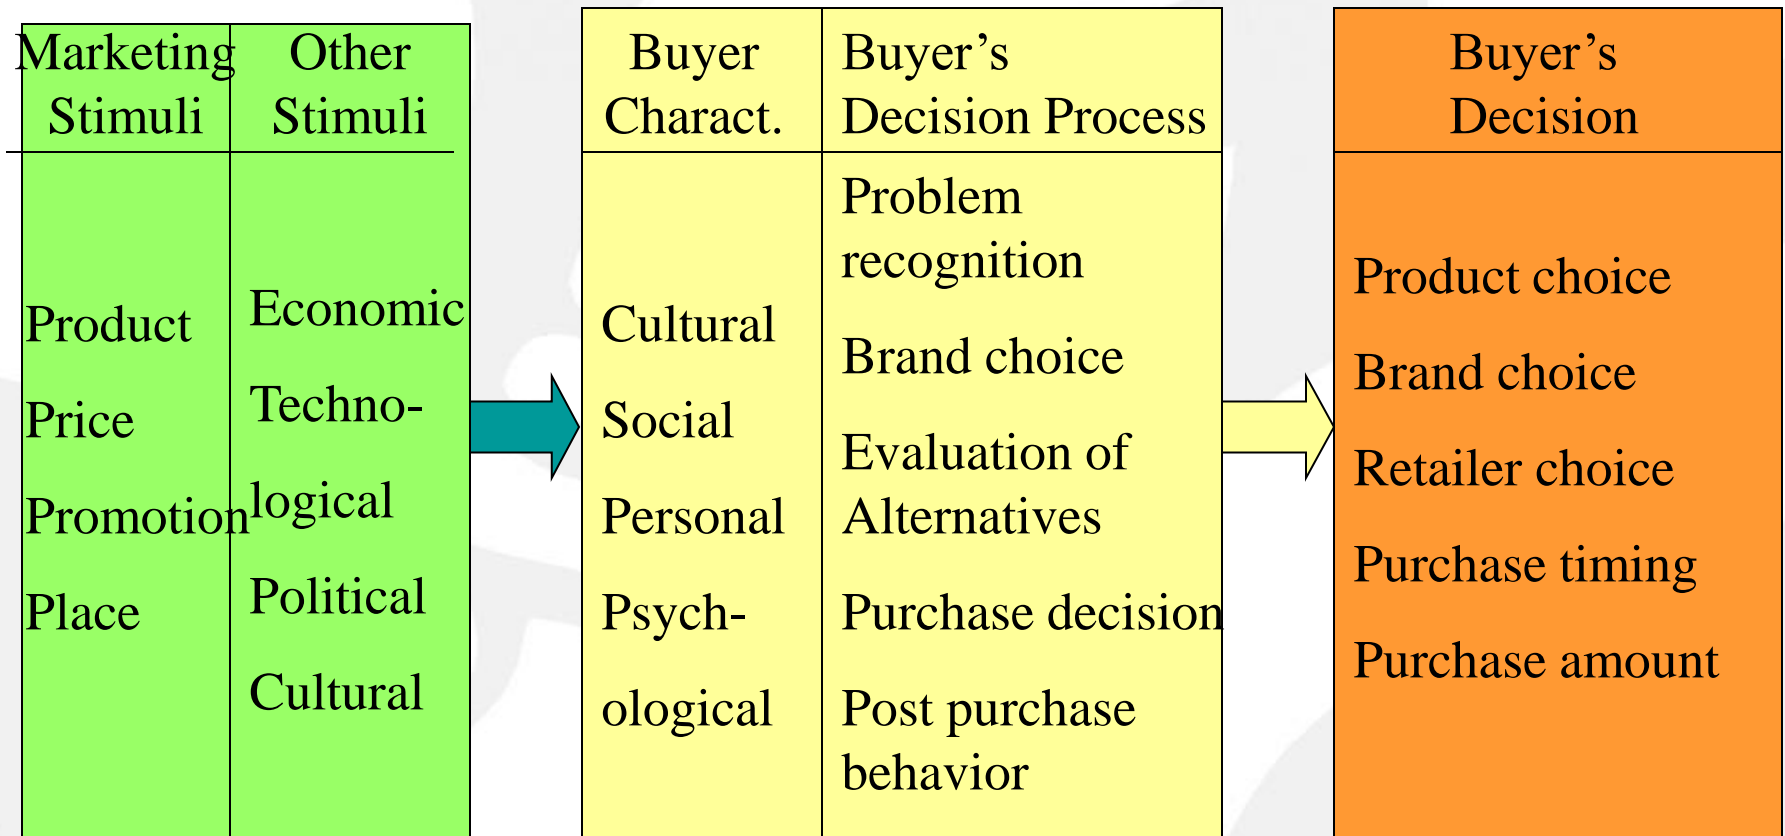 Marketing
Stimuli
Other
Stimuli
Buyer
Charact.
Buyer’s
Decision Process
Buyer’s
Decision
Product
Price
Promotion
Place
Economic
Techno-
logical
Political
Cultural
Cultural
Social
Personal
Psych-
ological
Problem
recognition
Brand choice
Evaluation of
Alternatives
Purchase decision
Post purchase
behavior
Product choice
Brand choice
Retailer choice
Purchase timing
Purchase amount